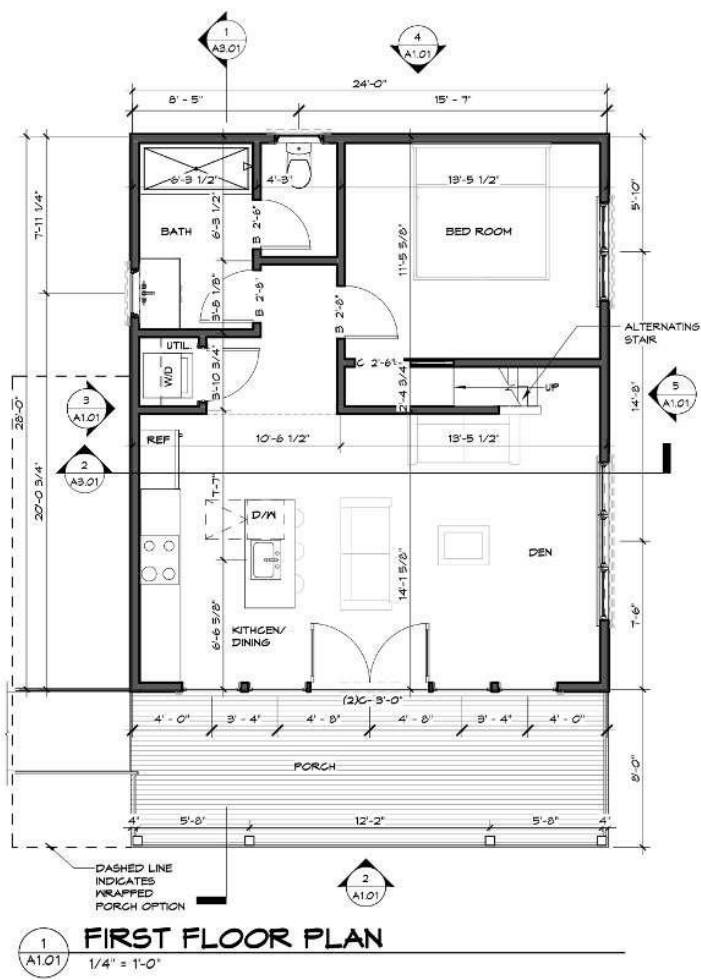 1
A3.01
4
A1.01
24'-0"
8' - 5"
15' - 7"
6'-3 1/2"
4'-3"
13'-5 1/2"
5'-10"
7'-11 1/4"
6'-3 1/2"
B 2'-8"
BATH
BED ROOM
11'-5 5/8"
3'-8 1/8"
B 2'-8"
B 2'-8"
ALTERNATING
STAIR
UTIL.
W/D
3'-10 3/4"
C 2'-6"
2'-4 3/4"
UP
14'-8"
28'-0"
3
A1.01
5
A1.01
REF
10'-6 1/2"
13'-5 1/2"
2
A3.01
20'-0 3/4"
7'-7"
D/W
DEN
14'-1 5/8"
6'-6 5/8"
KITHCEN/
DINING
7'-6"
(2)C- 3'-0"
4' - 0"
3' - 4"
4' - 8"
4' - 8"
3' - 4"
4' - 0"
PORCH
8'-0"
4'
5'-8"
12'-2"
5'-8"
4'
DASHED LINE
INDICATES
WRAPPED
PORCH OPTION
2
A1.01
1
A1.01
FIRST FLOOR PLAN
1/4" = 1'-0"